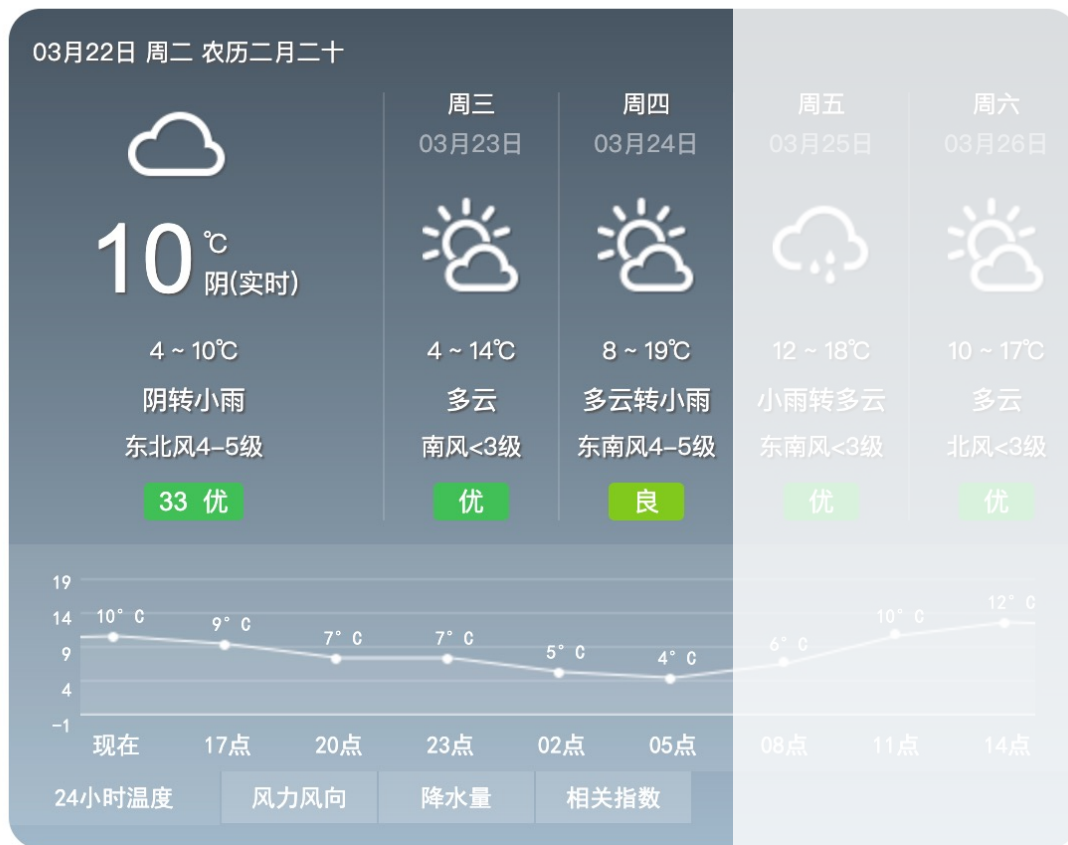 03月22日 周二 农历二月二十
周三 周四 周五 周六
03月23日 03月24日 03月25日 03月26日
10 ℃
阴(实时)
4 ~ 10℃ 4 ~ 14℃ 8 ~ 19℃ 12 ~ 18℃ 10 ~ 17℃
阴转小雨 多云 多云转小雨 小雨转多云 多云
东北风4-5级 南风<3级 东南风4-5级 东南风<3级 北风<3级
33 优 优 良 优 优
19
14
9
4
-1
10° C 9° C 7° C 7° C 5° C 4° C 6° C 10° C 12° C
现在 17点 20点 23点 02点 05点 08点 11点 14点
24小时温度 风力风向 降水量 相关指数